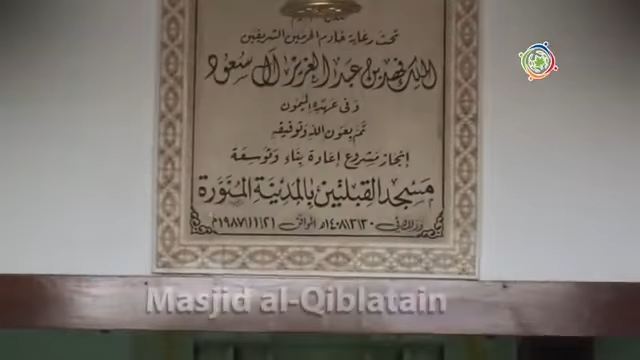 تحت رعاية خادم الحرمين الشريفين
الملك فهد بن عبد العزيز آل سعود
وفي عهده الميمون
تم بعون الله وتوفيقه
إنجاز مشروع إعادة بناء وتوسعة
مسجد القبلتين بالمدينة المنورة
وذلك في ١٤٠٨/٣/٣٠هـ الموافق ١٩٨٧/١١/٢١م
Masjid al-Qiblatain